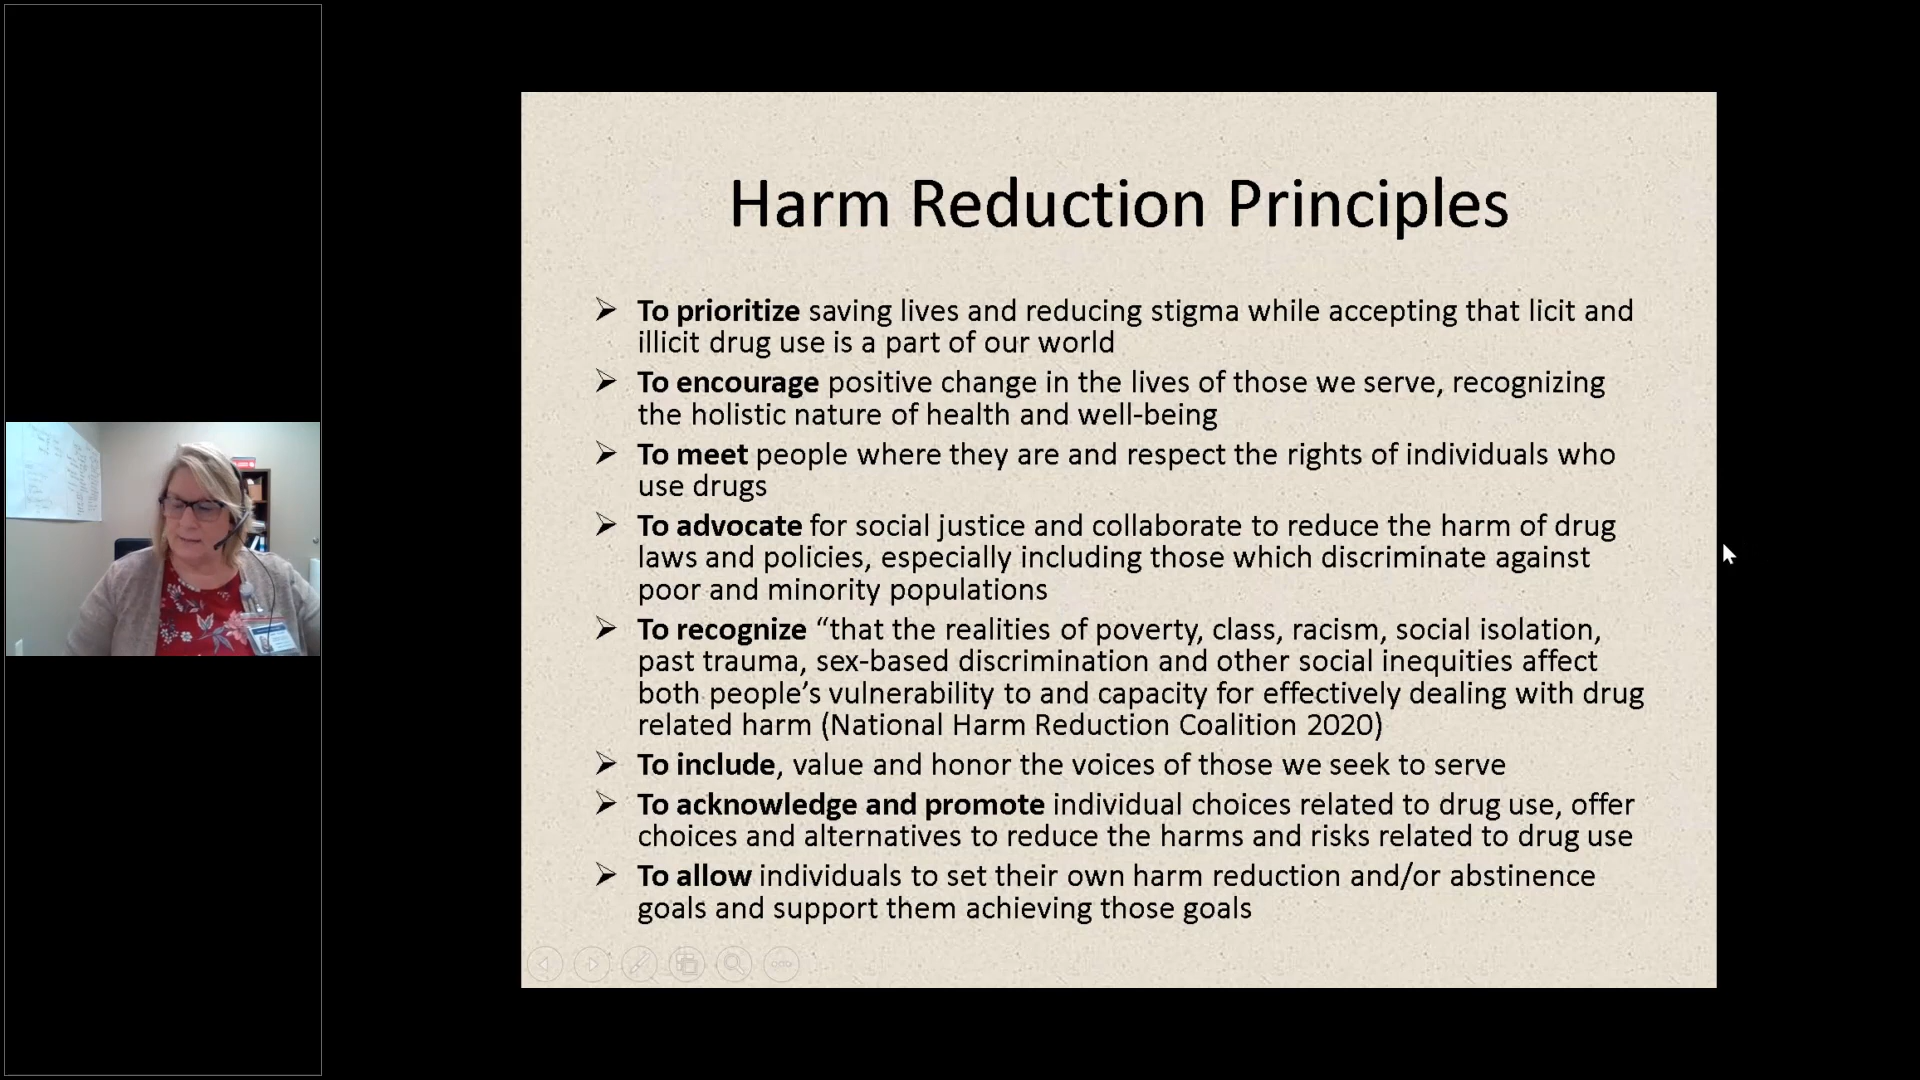 Harm Reduction Principles
To prioritize saving lives and reducing stigma while accepting that licit and
illicit drug use is a part of our world
To encourage positive change in the lives of those we serve, recognizing
the holistic nature of health and well-being
To meet people where they are and respect the rights of individuals who
use drugs
To advocate for social justice and collaborate to reduce the harm of drug
laws and policies, especially including those which discriminate against
poor and minority populations
To recognize “that the realities of poverty, class, racism, social isolation,
past trauma, sex-based discrimination and other social inequities affect
both people’s vulnerability to and capacity for effectively dealing with drug
related harm (National Harm Reduction Coalition 2020)
To include, value and honor the voices of those we seek to serve
To acknowledge and promote individual choices related to drug use, offer
choices and alternatives to reduce the harms and risks related to drug use
To allow individuals to set their own harm reduction and/or abstinence
goals and support them achieving those goals